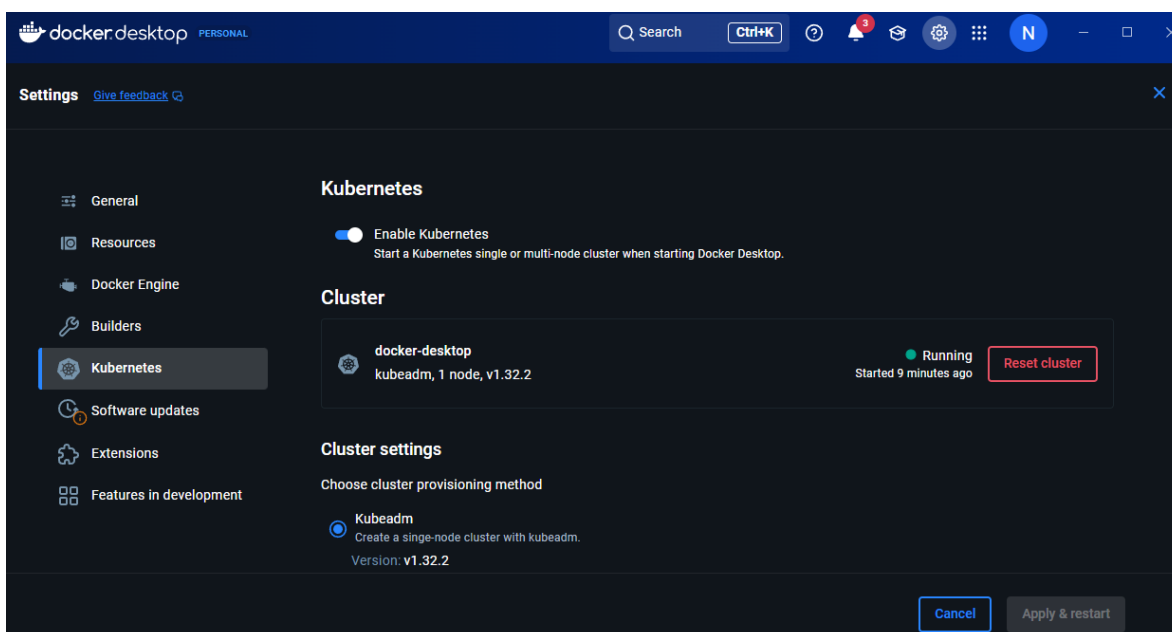 docker.desktop PERSONAL
Search
Ctrl+K
3
N
Settings Give feedback
General
Resources
Docker Engine
Builders
Kubernetes
Software updates
Extensions
Features in development
Kubernetes
Enable Kubernetes
Start a Kubernetes single or multi-node cluster when starting Docker Desktop.
Cluster
docker-desktop
kubeadm, 1 node, v1.32.2
Running
Started 9 minutes ago
Reset cluster
Cluster settings
Choose cluster provisioning method
Kubeadm
Create a singe-node cluster with kubeadm.
Version: v1.32.2
Cancel
Apply & restart